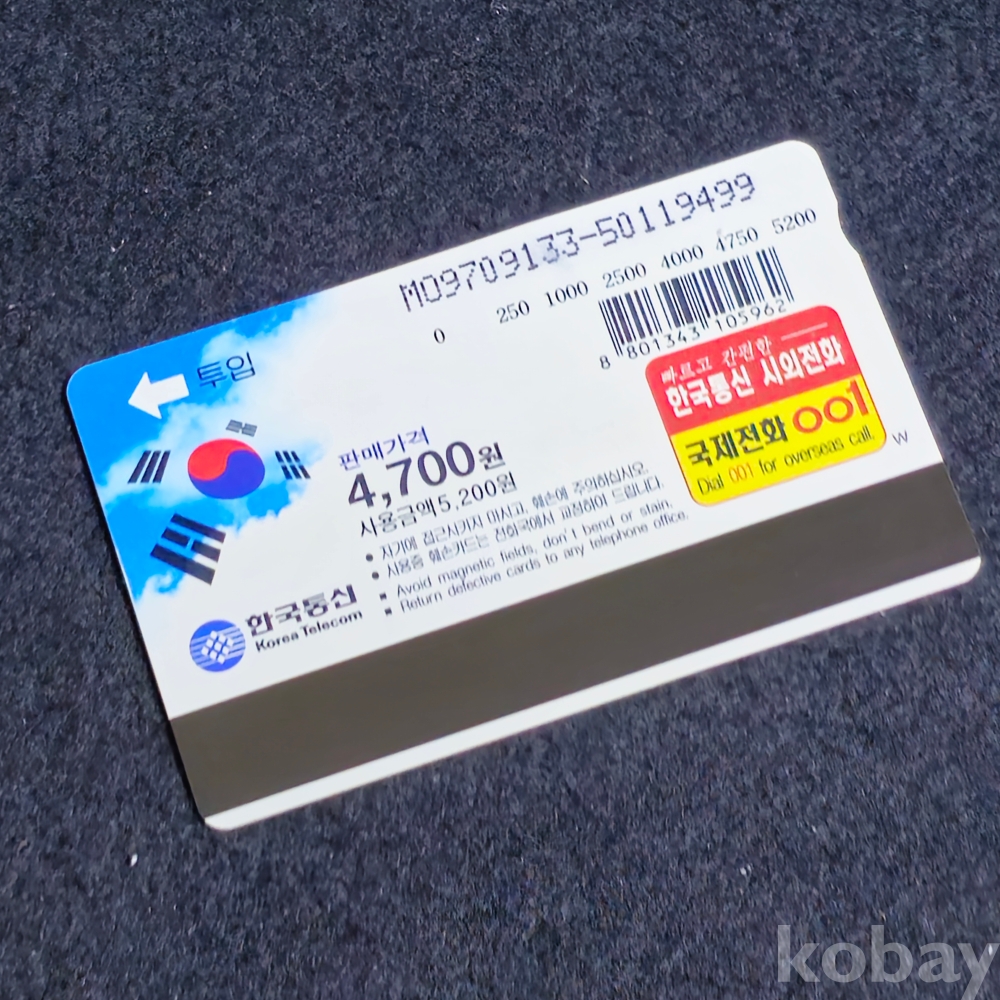 MO9709133-50119499
0 250 1000 2500 4000 4750 5200
8 801343 105962
투입
빠르고 간편한
한국통신 시외전화
국제전화 001
Dial 001 for overseas call.
W
판매가격
4,700원
사용금액5,200원
• 자기에 접근시키지 마시고, 훼손에 주의하십시오.
• 사용중 훼손카드는 전화국에서 교정하여 드립니다.
■ Avoid magnetic fields, don't bend or stain.
■ Return defective cards to any telephone office.
한국통신
Korea Telecom
kobay